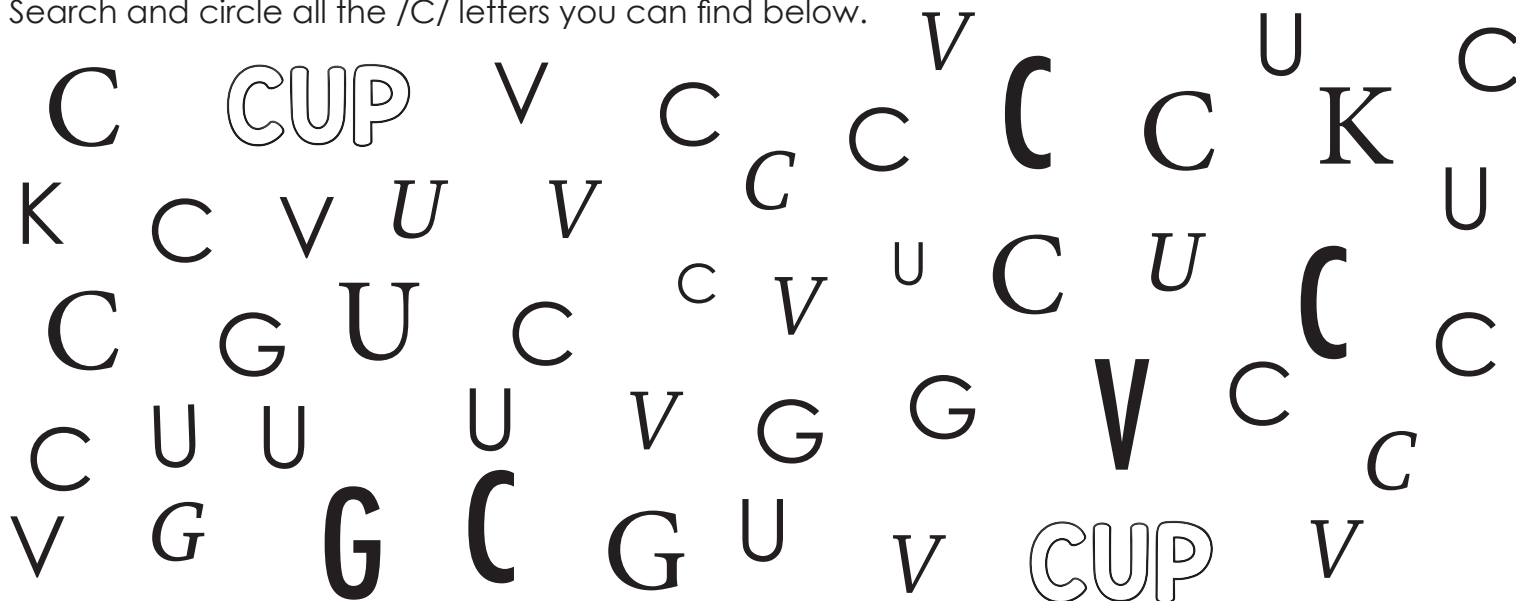 Search and circle all the /C/ letters you can find below.
V U C
C CUP V C C C C K
K C V U V C U
C G U C C V U C U C C
C U U U V G G V C C
V G G C G U V CUP V